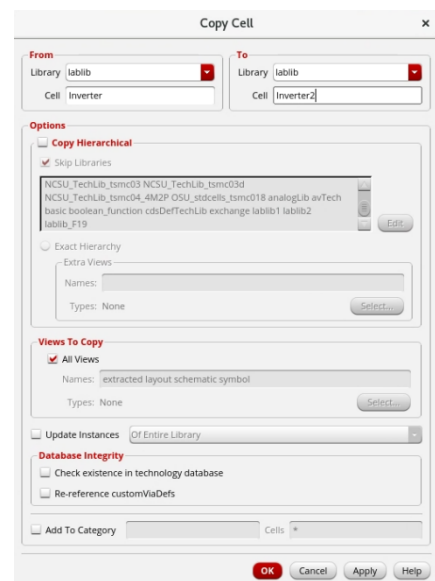 Copy Cell
From
To
Library lablib
Library lablib
Cell Inverter
Cell Inverter2
Options
Copy Hierarchical
Skip Libraries
NCSU_TechLib_tsmc03 NCSU_TechLib_tsmc03d
NCSU_TechLib_tsmc04_4M2P OSU_stdcells_tsmc018 analogLib avTech
basic boolean_function cdsDefTechLib exchange lablib1 lablib2
lablib_F19
Edit
Exact Hierarchy
Extra Views
Names:
Types: None
Select...
Views To Copy
All Views
Names: extracted layout schematic symbol
Types: None
Select...
Update Instances Of Entire Library
Database Integrity
Check existence in technology database
Re-reference customViaDefs
Add To Category
Cells *
OK Cancel Apply Help